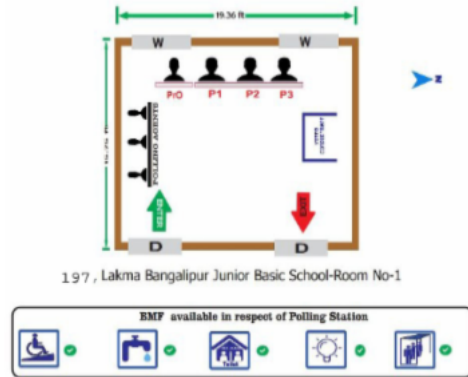 19.36 ft
W W
PrO P1 P2 P3
Z
POLLING AGENTS
ENTER
EXIT
D D
197, Lakma Bangalipur Junior Basic School-Room No-1
BMF available in respect of Polling Station
Toilet